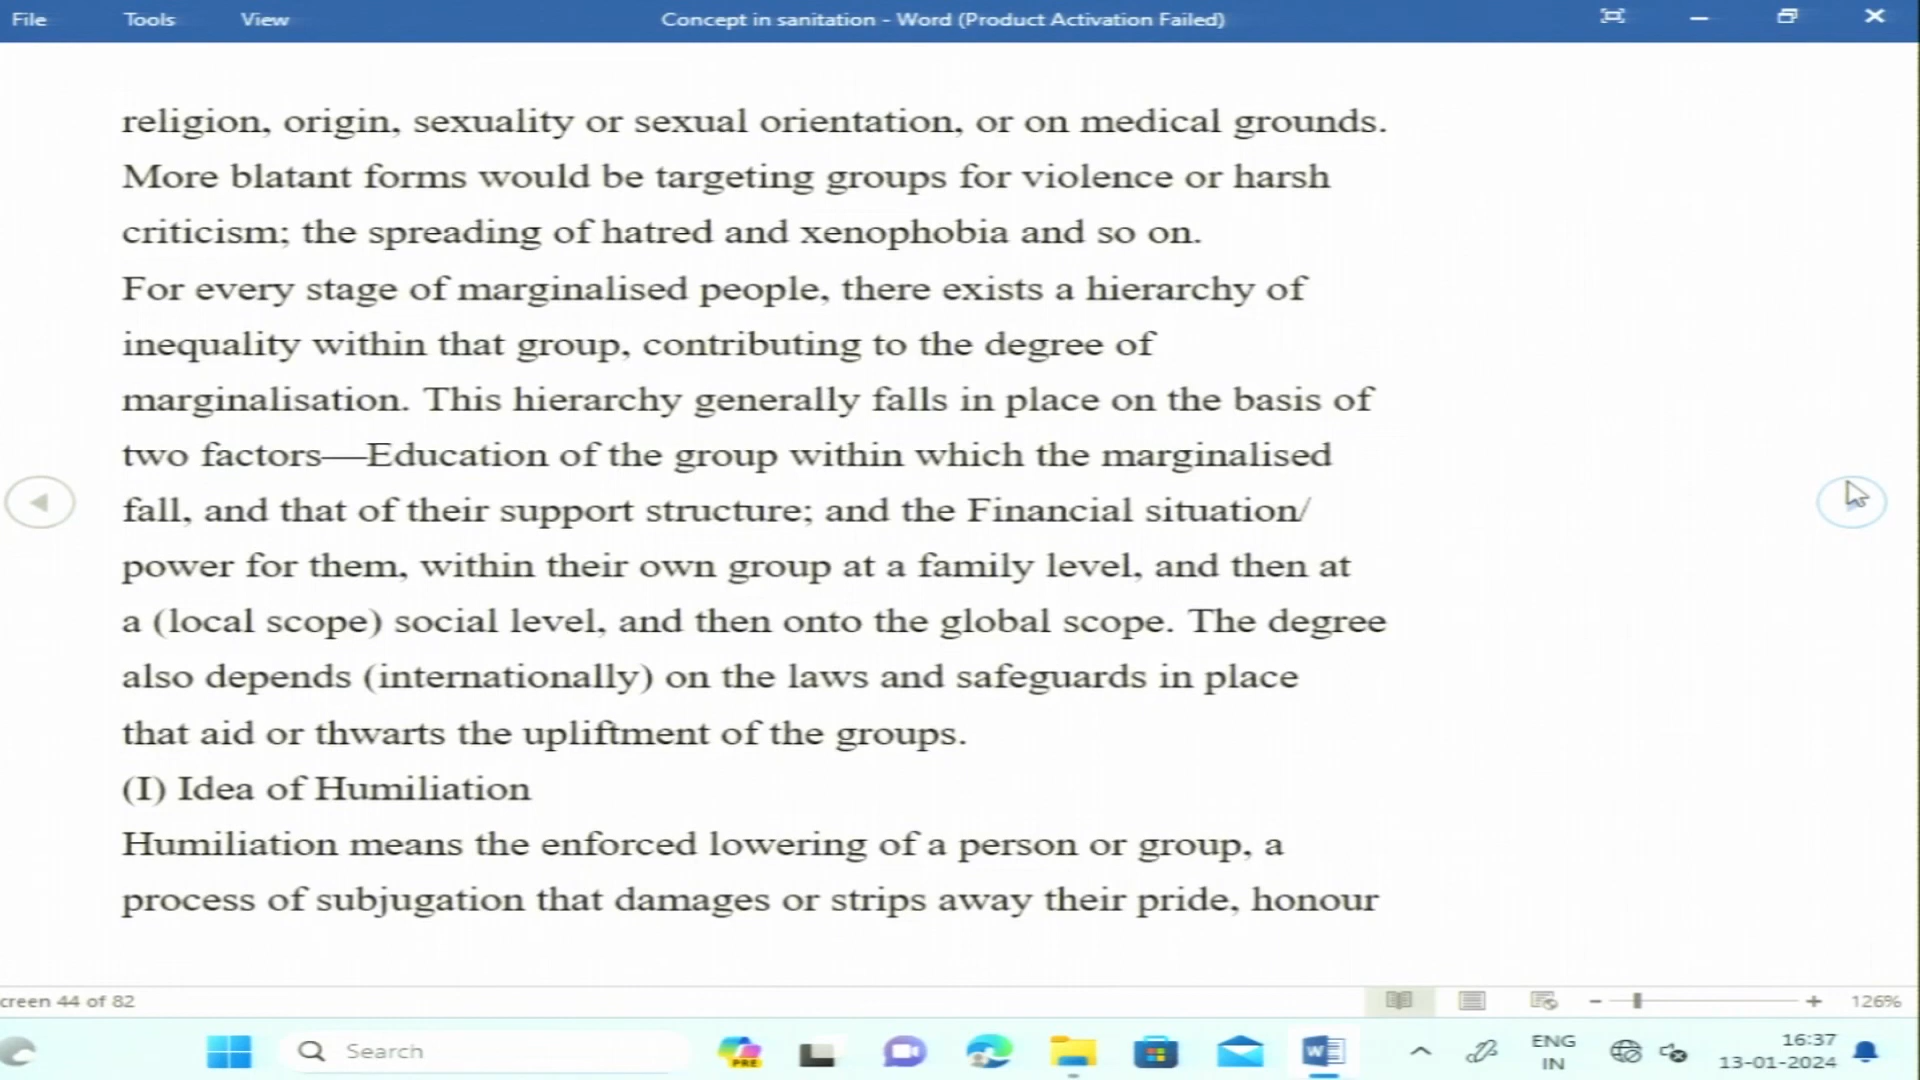 File Tools View Concept in sanitation - Word (Product Activation Failed)
religion, origin, sexuality or sexual orientation, or on medical grounds.
More blatant forms would be targeting groups for violence or harsh
criticism; the spreading of hatred and xenophobia and so on.
For every stage of marginalised people, there exists a hierarchy of
inequality within that group, contributing to the degree of
marginalisation. This hierarchy generally falls in place on the basis of
two factors—Education of the group within which the marginalised
fall, and that of their support structure; and the Financial situation/
power for them, within their own group at a family level, and then at
a (local scope) social level, and then onto the global scope. The degree
also depends (internationally) on the laws and safeguards in place
that aid or thwarts the upliftment of the groups.
(I) Idea of Humiliation
Humiliation means the enforced lowering of a person or group, a
process of subjugation that damages or strips away their pride, honour
creen 44 of 82 126%
Search PRE ENG 16:37
IN 13-01-2024